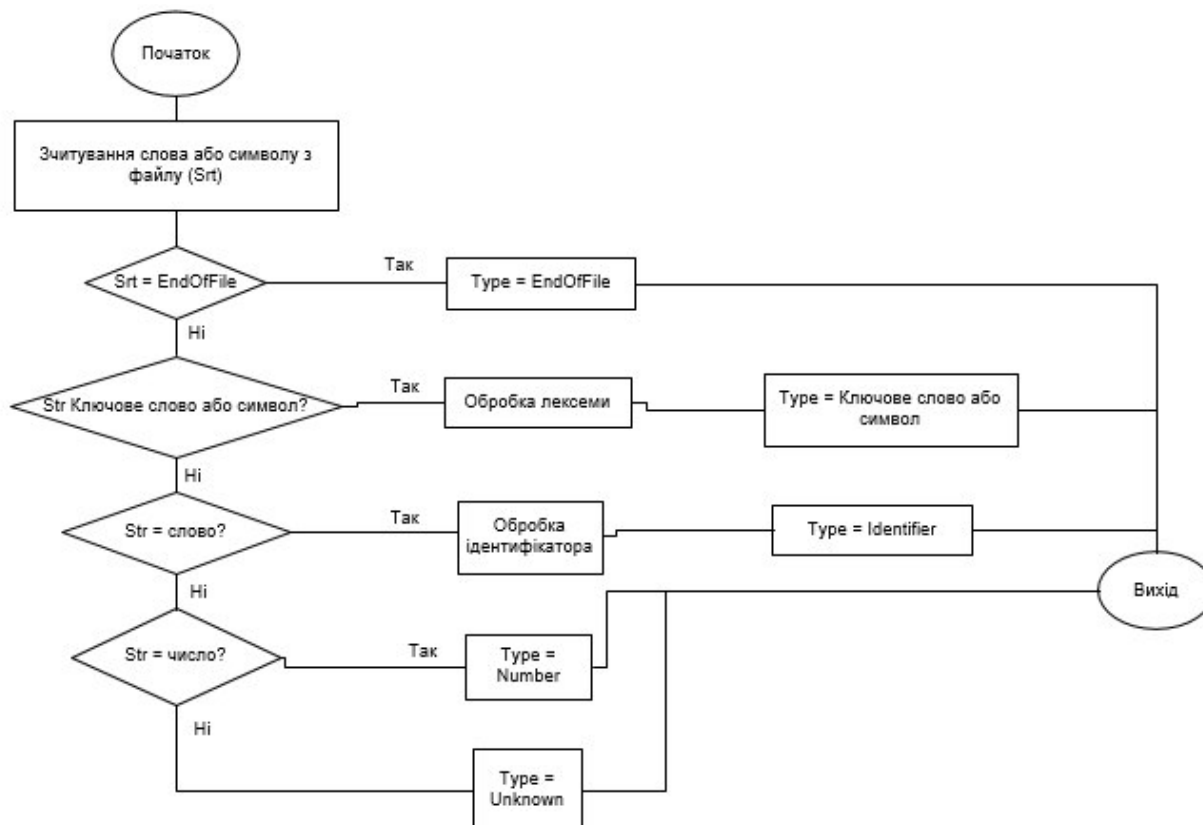 Початок
Зчитування слова або символу з
файлу (Srt)
Srt = EndOfFile
Так
Type = EndOfFile
Ні
Str Ключове слово або символ?
Так
Обробка лексеми
Type = Ключове слово або
символ
Ні
Str = слово?
Так
Обробка
ідентифікатора
Type = Identifier
Ні
Вихід
Str = число?
Так
Type =
Number
Ні
Type =
Unknown